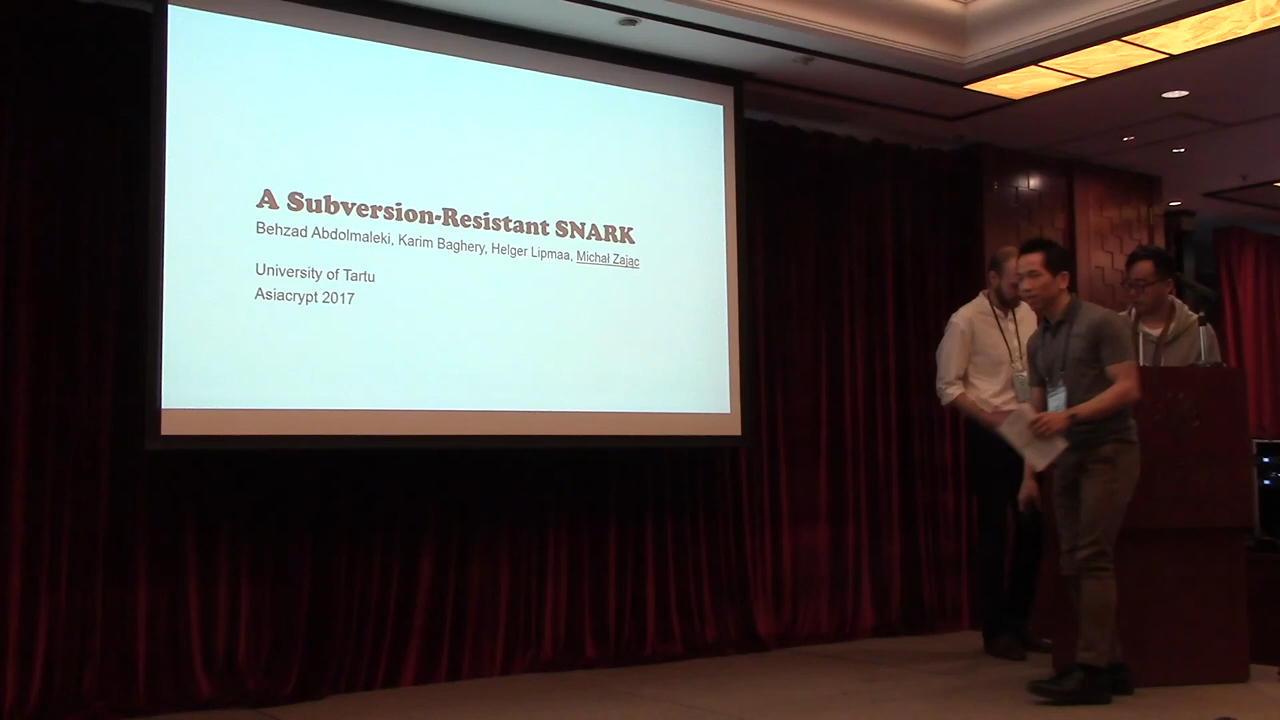 A Subversion-Resistant SNARK
Behzad Abdolmaleki, Karim Baghery, Helger Lipmaa, Michał Zając
University of Tartu
Asiacrypt 2017